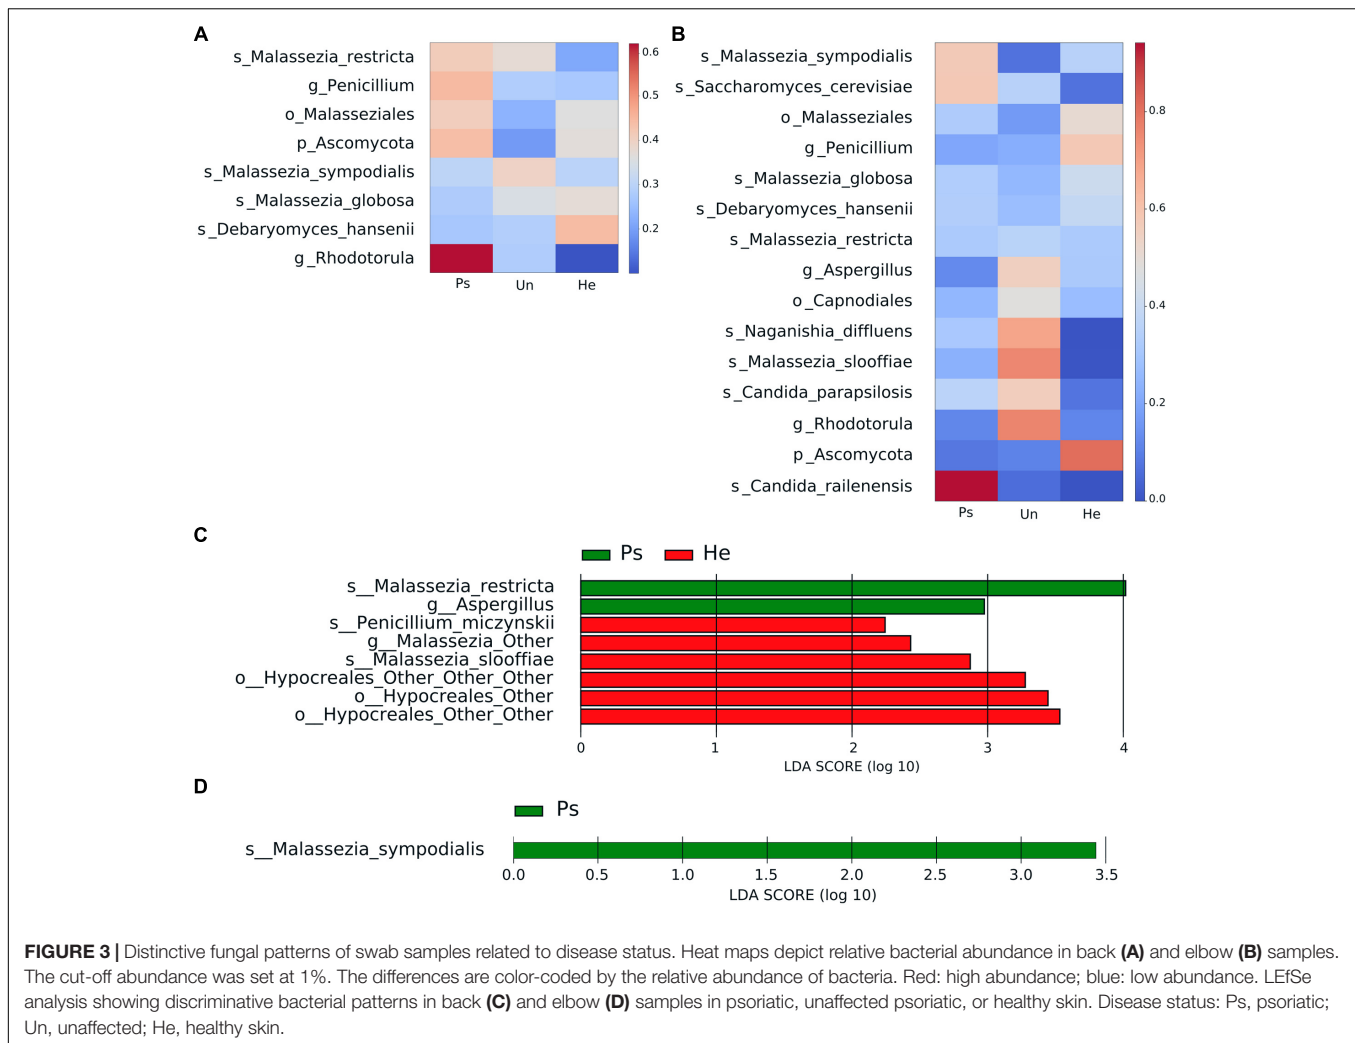 A
s_Malassezia_restricta
g_Penicillium
o_Malasseziales
p_Ascomycota
s_Malassezia_sympodialis
s_Malassezia_globosa
s_Debaryomyces_hansenii
g_Rhodotorula
Ps Un He
0.6
0.5
0.4
0.3
0.2
B
s_Malassezia_sympodialis
s_Saccharomyces_cerevisiae
o_Malasseziales
g_Penicillium
s_Malassezia_globosa
s_Debaryomyces_hansenii
s_Malassezia_restricta
g_Aspergillus
o_Capnodiales
s_Naganishia_diffluens
s_Malassezia_slooffiae
s_Candida_parapsilosis
g_Rhodotorula
p_Ascomycota
s_Candida_railenensis
Ps Un He
0.8
0.6
0.4
0.2
0.0
C
Ps He
s__Malassezia_restricta
g__Aspergillus
s__Penicillium_miczynskii
g__Malassezia_Other
s__Malassezia_slooffiae
o__Hypocreales_Other_Other_Other
o__Hypocreales_Other
o__Hypocreales_Other_Other
0 1 2 3 4
LDA SCORE (log 10)
D
Ps
s__Malassezia_sympodialis
0.0 0.5 1.0 1.5 2.0 2.5 3.0 3.5
LDA SCORE (log 10)
FIGURE 3 | Distinctive fungal patterns of swab samples related to disease status. Heat maps depict relative bacterial abundance in back (A) and elbow (B) samples.
The cut-off abundance was set at 1%. The differences are color-coded by the relative abundance of bacteria. Red: high abundance; blue: low abundance. LEfSe
analysis showing discriminative bacterial patterns in back (C) and elbow (D) samples in psoriatic, unaffected psoriatic, or healthy skin. Disease status: Ps, psoriatic;
Un, unaffected; He, healthy skin.